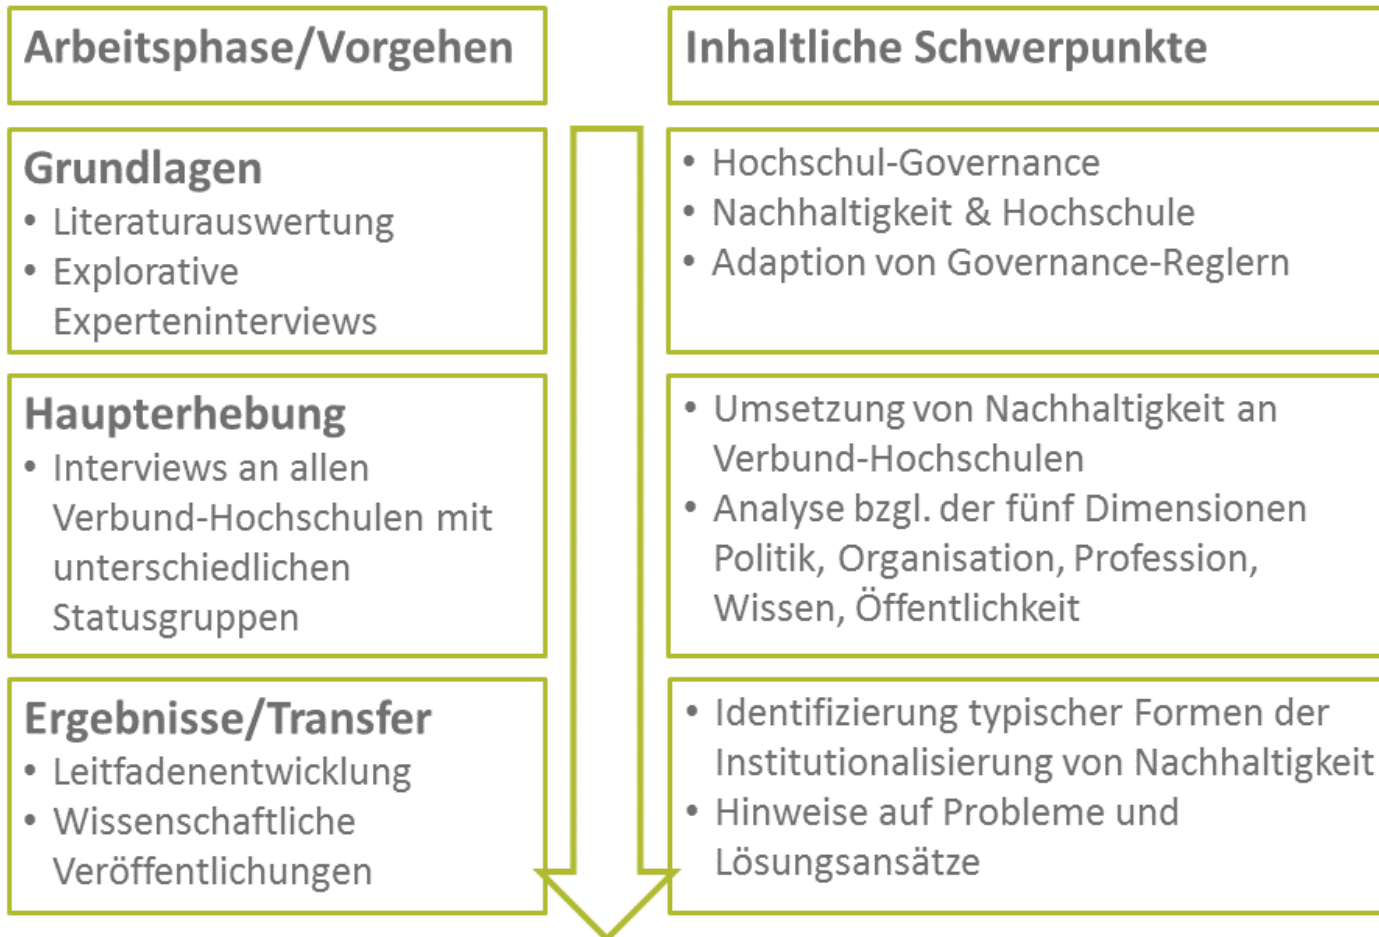 Arbeitsphase/Vorgehen
Inhaltliche Schwerpunkte
Grundlagen
• Literaturauswertung
• Explorative
Experteninterviews
• Hochschul-Governance
• Nachhaltigkeit & Hochschule
• Adaption von Governance-Reglern
Haupterhebung
• Interviews an allen
Verbund-Hochschulen mit
unterschiedlichen
Statusgruppen
• Umsetzung von Nachhaltigkeit an
Verbund-Hochschulen
• Analyse bzgl. der fünf Dimensionen
Politik, Organisation, Profession,
Wissen, Öffentlichkeit
Ergebnisse/Transfer
• Leitfadenentwicklung
• Wissenschaftliche
Veröffentlichungen
• Identifizierung typischer Formen der
Institutionalisierung von Nachhaltigkeit
• Hinweise auf Probleme und
Lösungsansätze